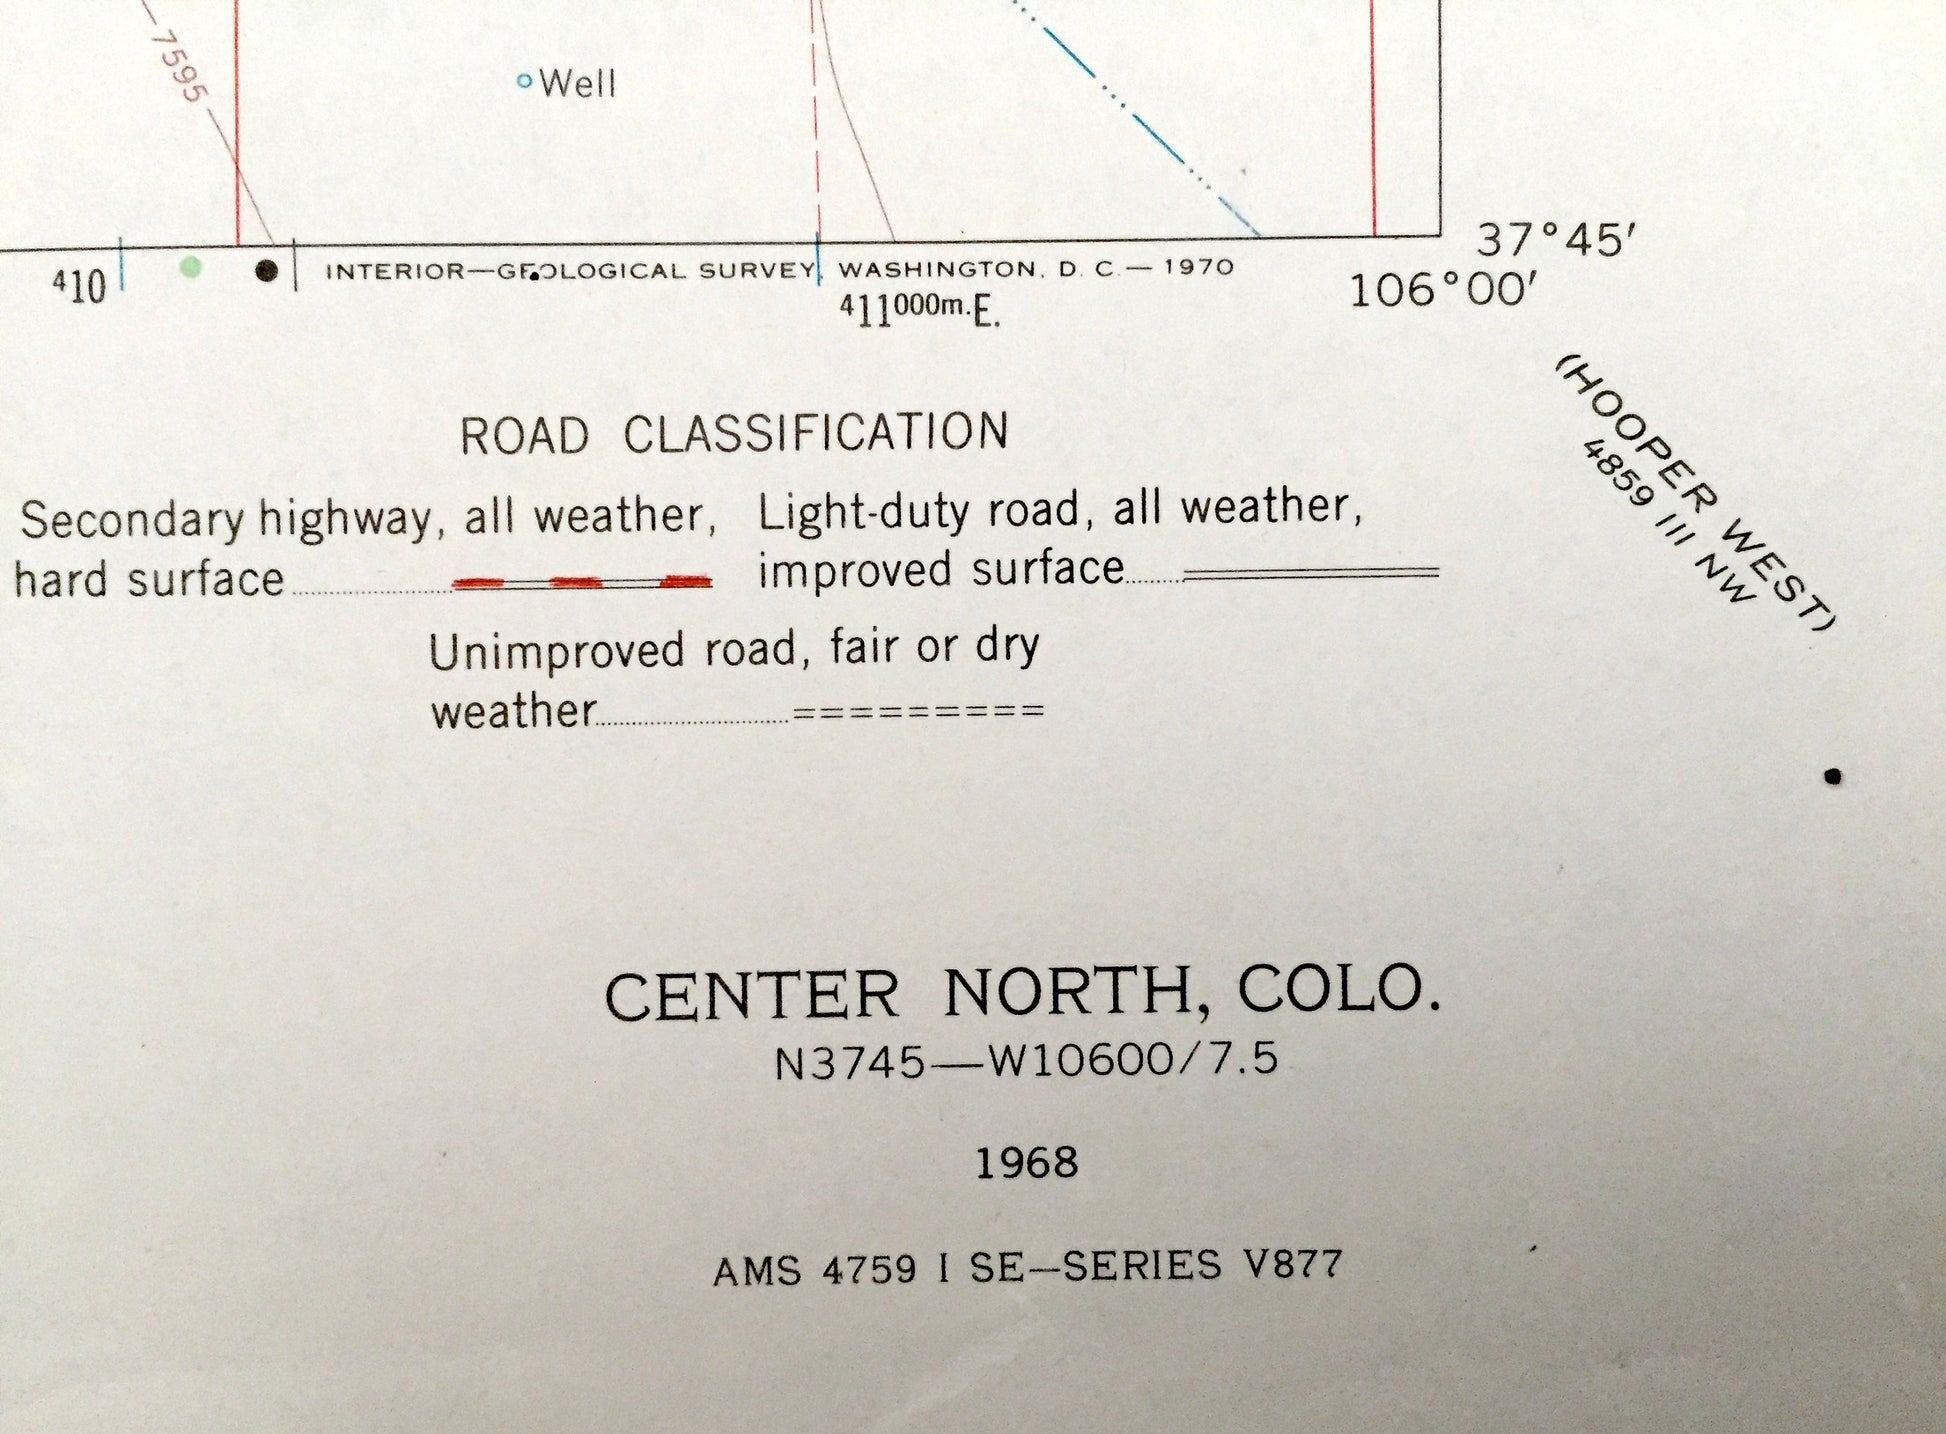 7595
Well
37°45′
410
INTERIOR—GEOLOGICAL SURVEY, WASHINGTON, D. C.— 1970
411000m.E.
106°00′
(HOOPER WEST)
4859 III NW
ROAD CLASSIFICATION
Secondary highway, all weather,
hard surface
Light-duty road, all weather,
improved surface
Unimproved road, fair or dry
weather
CENTER NORTH, COLO.
N3745—W10600/7.5
1968
AMS 4759 I SE—SERIES V877